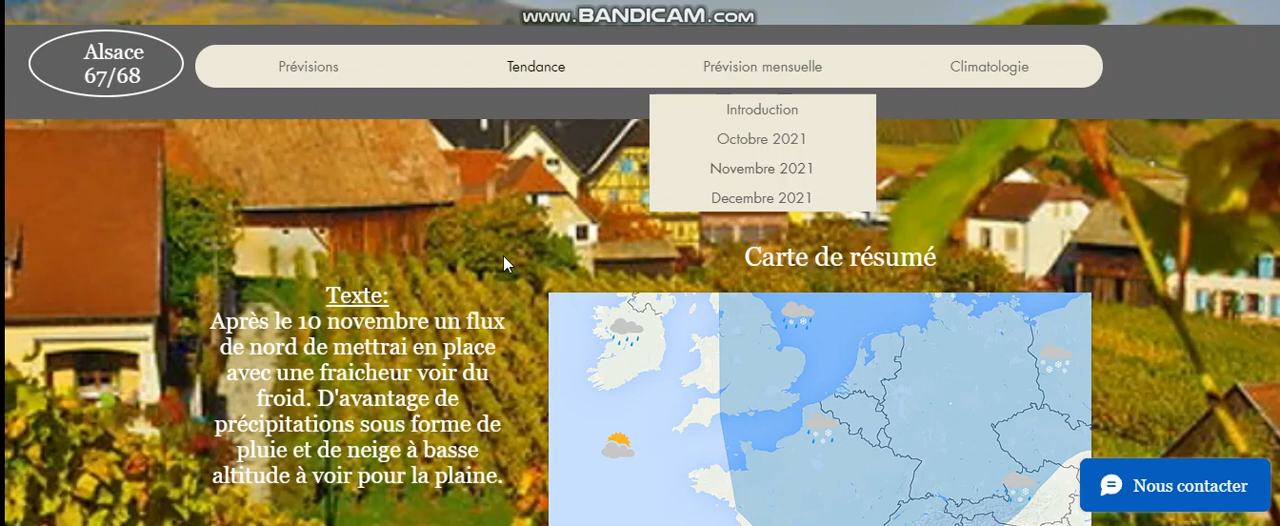 www.BANDICAM.com
Alsace
67/68
Prévisions
Tendance
Prévision mensuelle
Climatologie
Introduction
Octobre 2021
Novembre 2021
Decembre 2021
Carte de résumé
Texte:
Après le 10 novembre un flux
de nord de mettrai en place
avec une fraicheur voir du
froid. D'avantage de
précipitations sous forme de
pluie et de neige à basse
altitude à voir pour la plaine.
Nous contacter